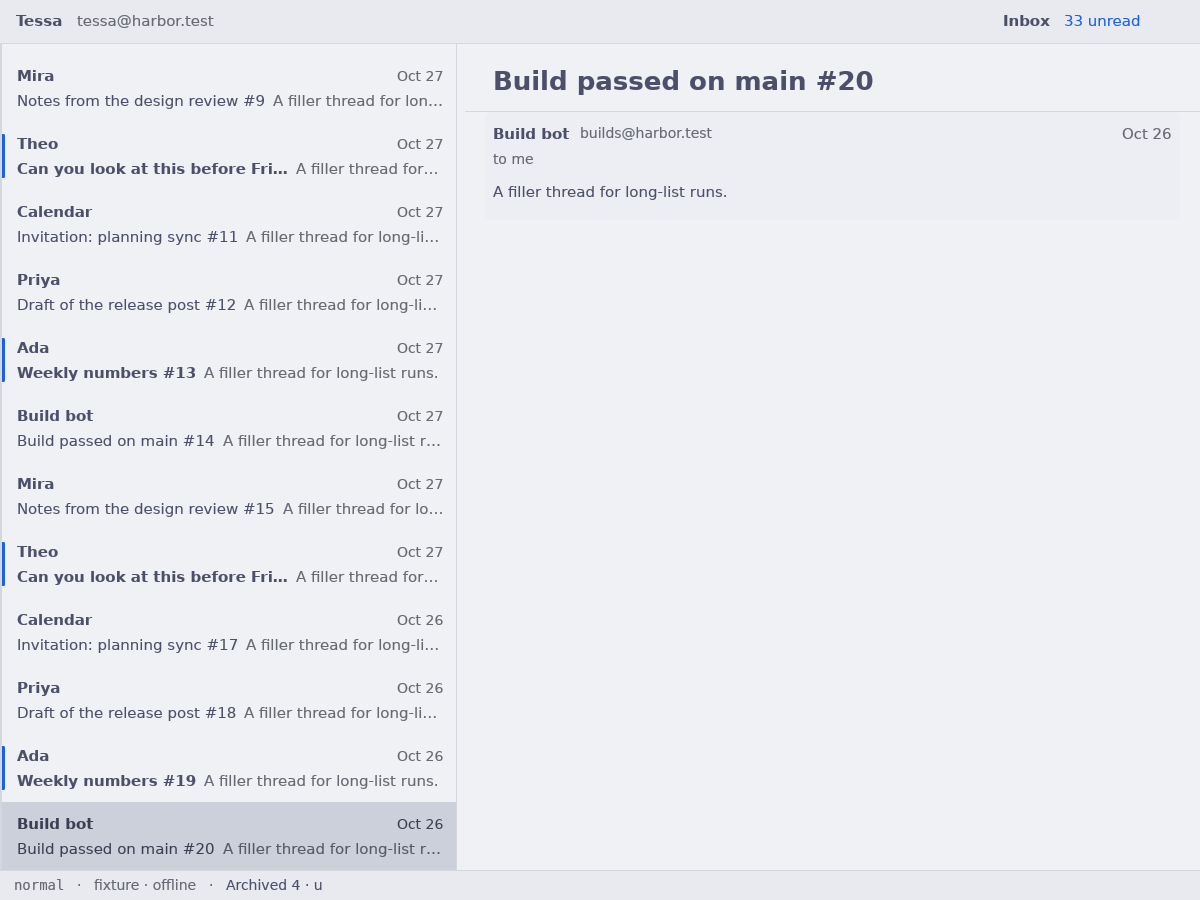 Tessa tessa@harbor.test Inbox 33 unread
Mira Oct 27
Notes from the design review #9 A filler thread for lon…
Theo Oct 27
Can you look at this before Fri… A filler thread for…
Calendar Oct 27
Invitation: planning sync #11 A filler thread for long-li…
Priya Oct 27
Draft of the release post #12 A filler thread for long-li…
Ada Oct 27
Weekly numbers #13 A filler thread for long-list runs.
Build bot Oct 27
Build passed on main #14 A filler thread for long-list r…
Mira Oct 27
Notes from the design review #15 A filler thread for lo…
Theo Oct 27
Can you look at this before Fri… A filler thread for…
Calendar Oct 26
Invitation: planning sync #17 A filler thread for long-li…
Priya Oct 26
Draft of the release post #18 A filler thread for long-li…
Ada Oct 26
Weekly numbers #19 A filler thread for long-list runs.
Build bot Oct 26
Build passed on main #20 A filler thread for long-list r…
Build passed on main #20
Build bot builds@harbor.test Oct 26
to me
A filler thread for long-list runs.
normal · fixture · offline · Archived 4 · u